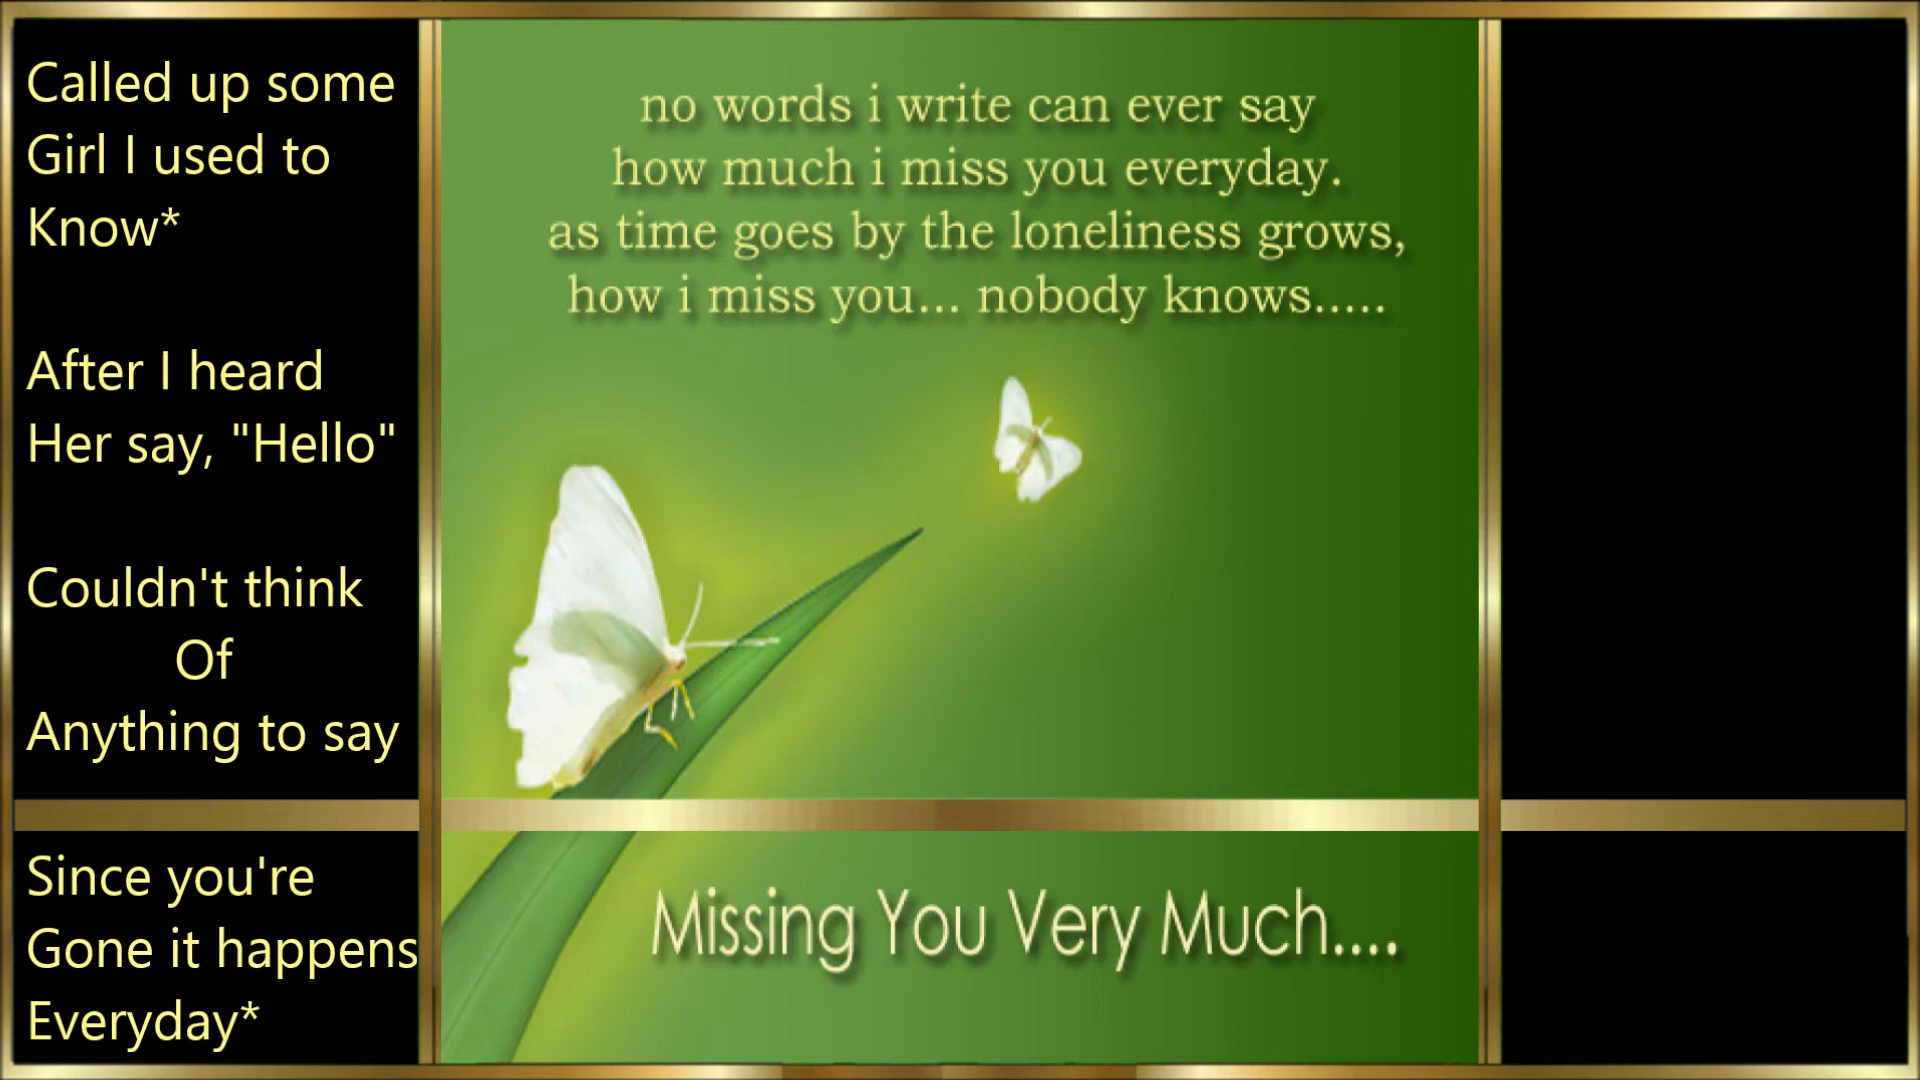 Called up some
Girl I used to
Know*
After I heard
Her say, "Hello"
Couldn't think
Of
Anything to say
Since you're
Gone it happens
Everyday*
no words i write can ever say
how much i miss you everyday.
as time goes by the loneliness grows,
how i miss you... nobody knows.....
Missing You Very Much....